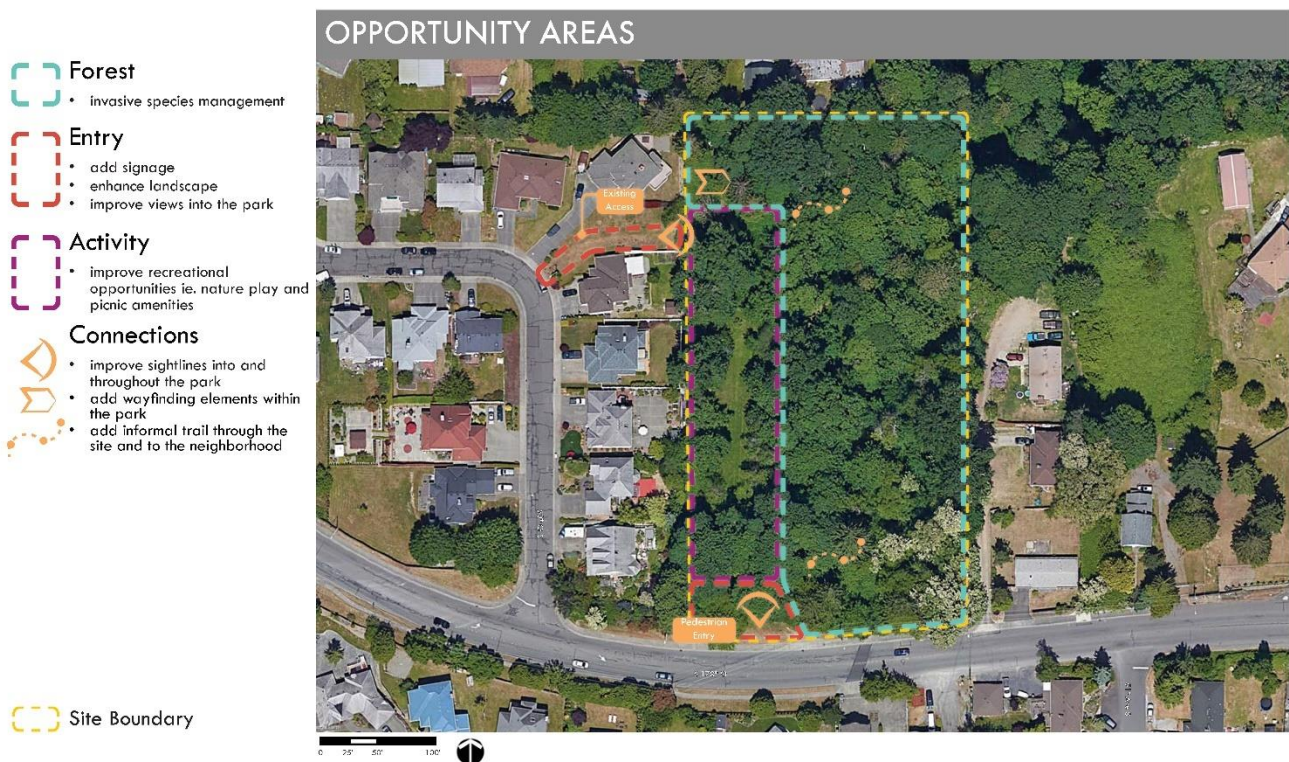 OPPORTUNITY AREAS
Forest
• invasive species management
Entry
• add signage
• enhance landscape
• improve views into the park
Activity
• improve recreational
opportunities ie. nature play and
picnic amenities
Connections
• improve sightlines into and
throughout the park
• add wayfinding elements within
the park
• add informal trail through the
site and to the neighborhood
Site Boundary
Existing
Access
Pedestrian
Entry
0 25' 50' 100'